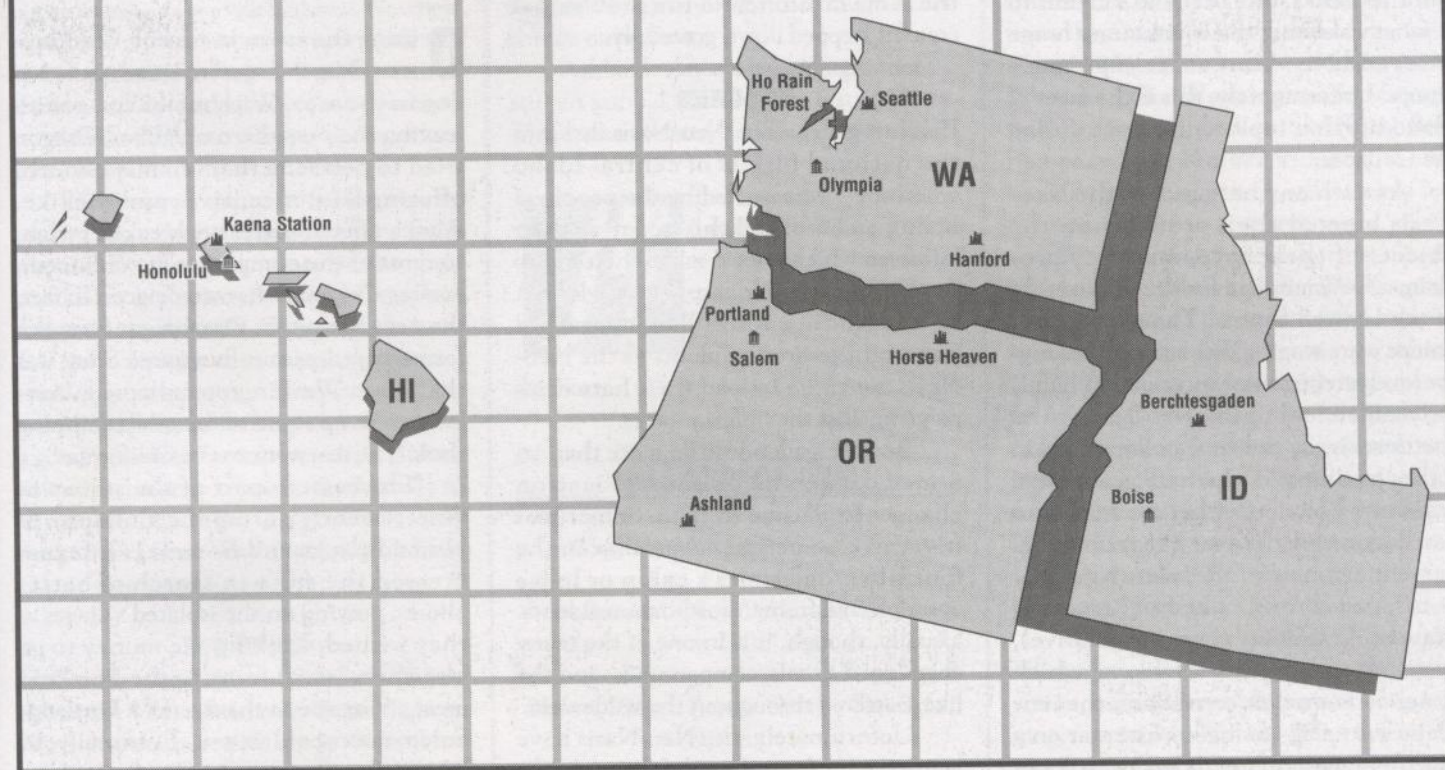 Ho Rain
Forest
Seattle
Olympia
WA
Hanford
Kaena Station
Honolulu
HI
Portland
Salem
Horse Heaven
OR
Ashland
Berchtesgaden
Boise
ID